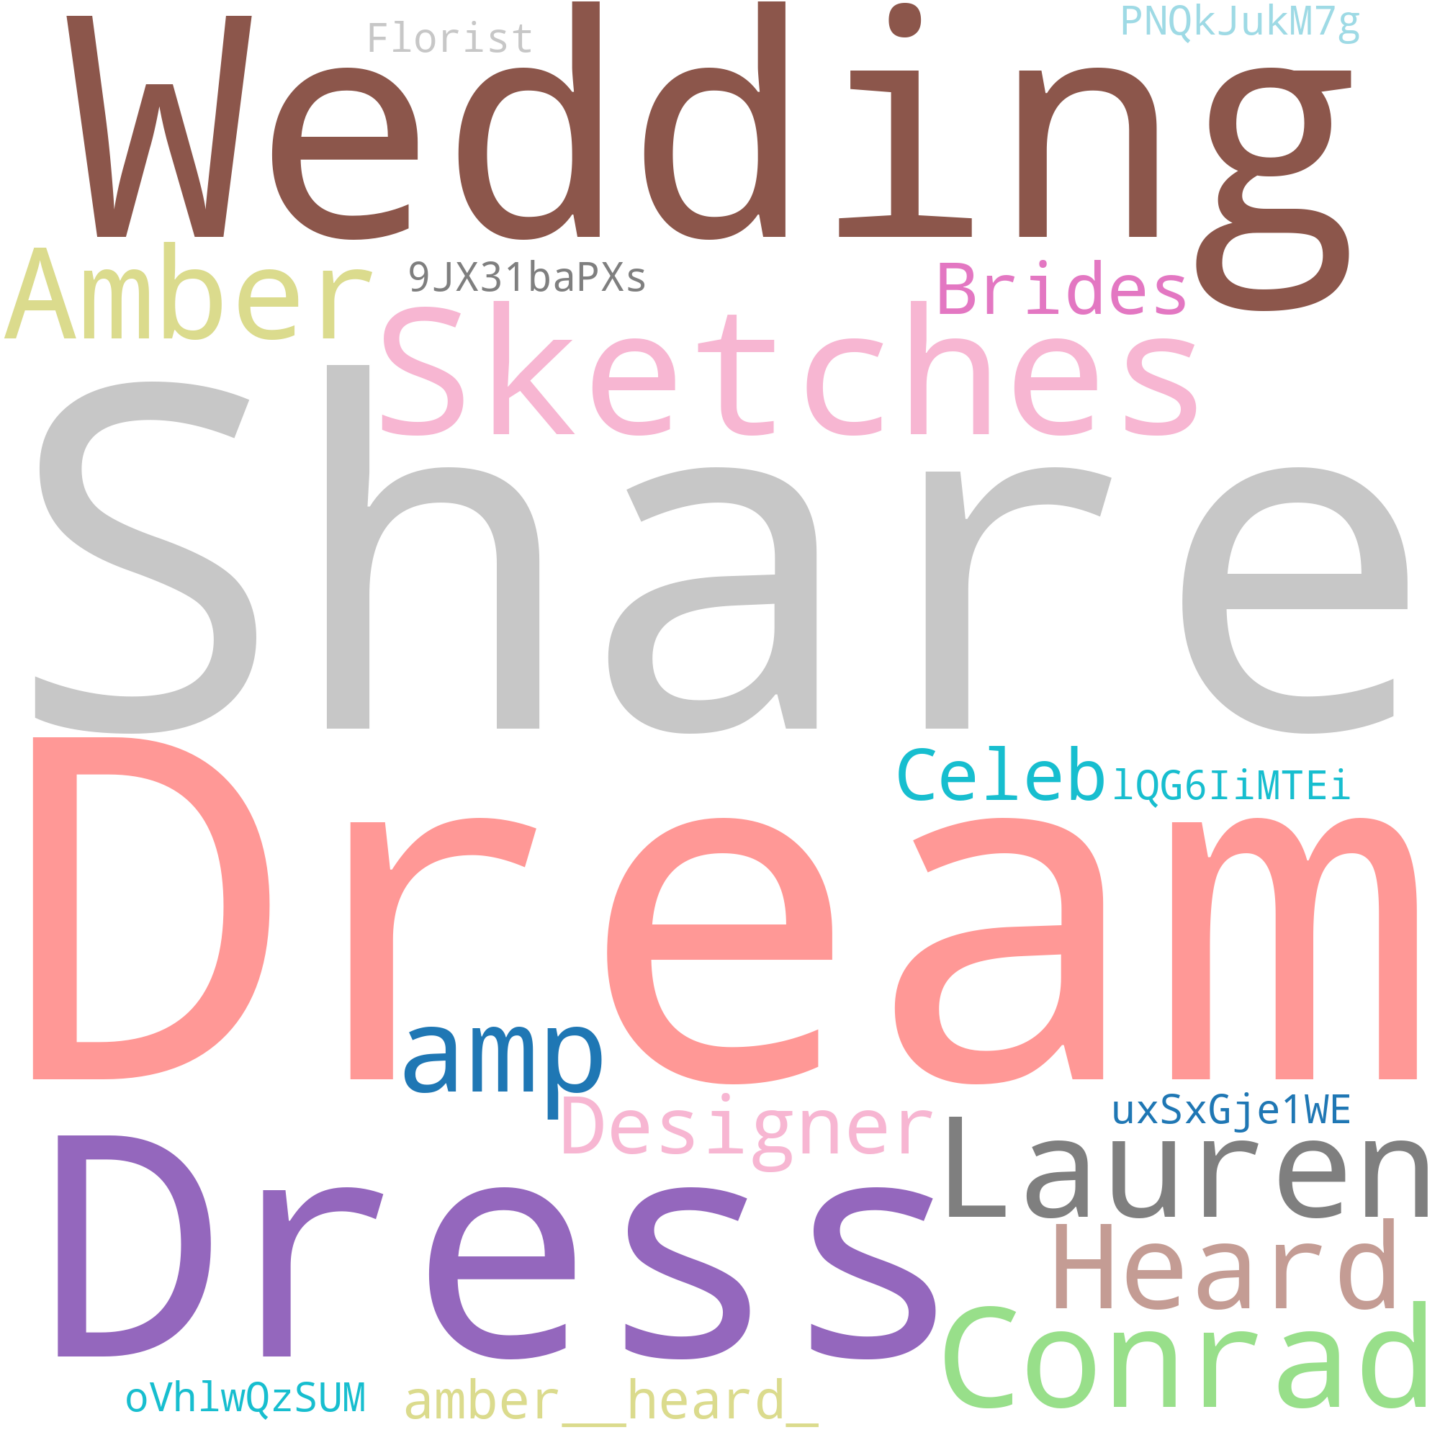 Florist
PNQkJukM7g
Wedding
Amber
9JX31baPXs
Brides
Sketches
Share
Celeb
lQG6IiMTEi
Dream
amp
Designer
uxSxGje1WE
Lauren
Dress
Heard
Conrad
oVhlwQzSUM
amber__heard_